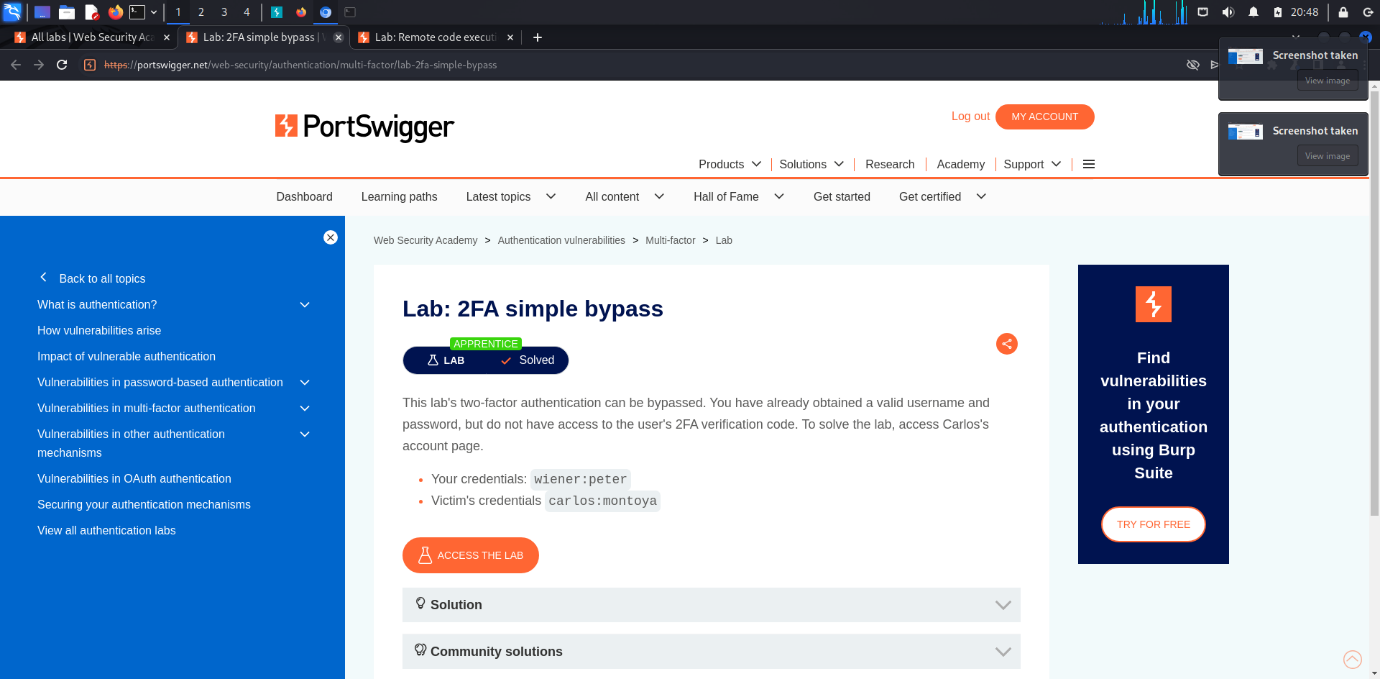 1 2 3 4
20:48
All labs | Web Security Aca
Lab: 2FA simple bypass |
Lab: Remote code executi
https://portswigger.net/web-security/authentication/multi-factor/lab-2fa-simple-bypass
Screenshot taken
View image
Screenshot taken
View image
PortSwigger
Log out
MY ACCOUNT
Products
Solutions
Research
Academy
Support
Dashboard
Learning paths
Latest topics
All content
Hall of Fame
Get started
Get certified
Back to all topics
What is authentication?
How vulnerabilities arise
Impact of vulnerable authentication
Vulnerabilities in password-based authentication
Vulnerabilities in multi-factor authentication
Vulnerabilities in other authentication
mechanisms
Vulnerabilities in OAuth authentication
Securing your authentication mechanisms
View all authentication labs
Web Security Academy > Authentication vulnerabilities > Multi-factor > Lab
Lab: 2FA simple bypass
APPRENTICE
LAB
Solved
This lab's two-factor authentication can be bypassed. You have already obtained a valid username and
password, but do not have access to the user's 2FA verification code. To solve the lab, access Carlos's
account page.
• Your credentials: wiener:peter
• Victim's credentials carlos:montoya
ACCESS THE LAB
Solution
Community solutions
Find
vulnerabilities
in your
authentication
using Burp
Suite
TRY FOR FREE